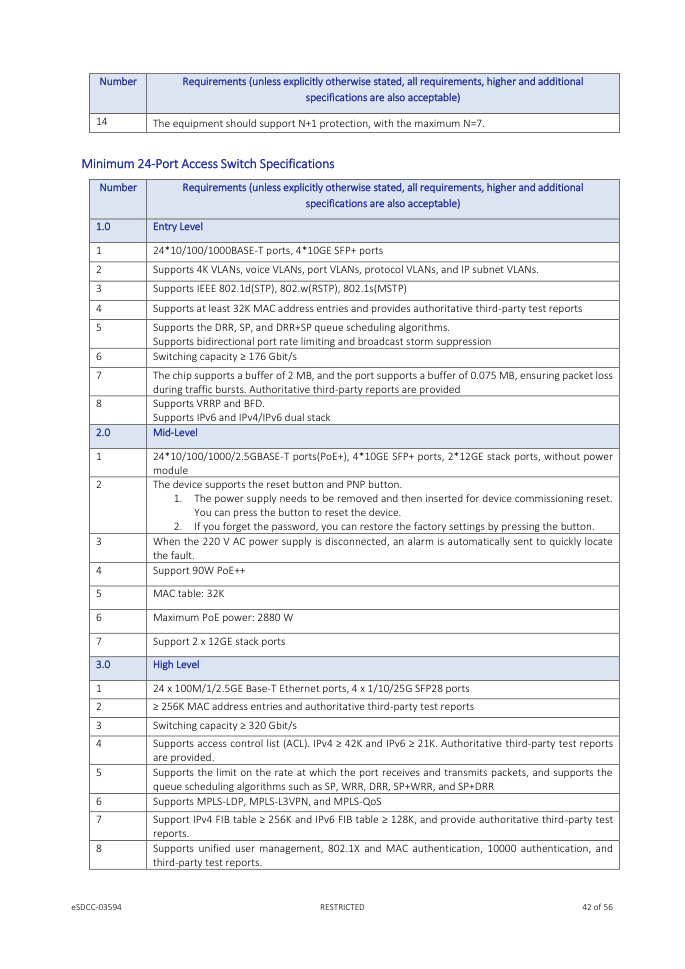 Number Requirements (unless explicitly otherwise stated, all requirements, higher and additional
specifications are also acceptable)
14 The equipment should support N+1 protection, with the maximum N=7.
Minimum 24-Port Access Switch Specifications
Number Requirements (unless explicitly otherwise stated, all requirements, higher and additional
specifications are also acceptable)
1.0 Entry Level
1 24*10/100/1000BASE-T ports, 4*10GE SFP+ ports
2 Supports 4K VLANs, voice VLANs, port VLANs, protocol VLANs, and IP subnet VLANs.
3 Supports IEEE 802.1d(STP), 802.w(RSTP), 802.1s(MSTP)
4 Supports at least 32K MAC address entries and provides authoritative third-party test reports
5 Supports the DRR, SP, and DRR+SP queue scheduling algorithms.
Supports bidirectional port rate limiting and broadcast storm suppression
6 Switching capacity ≥ 176 Gbit/s
7 The chip supports a buffer of 2 MB, and the port supports a buffer of 0.075 MB, ensuring packet loss
during traffic bursts. Authoritative third-party reports are provided
8 Supports VRRP and BFD.
Supports IPv6 and IPv4/IPv6 dual stack
2.0 Mid-Level
1 24*10/100/1000/2.5GBASE-T ports(PoE+), 4*10GE SFP+ ports, 2*12GE stack ports, without power
module
2 The device supports the reset button and PNP button.
1. The power supply needs to be removed and then inserted for device commissioning reset.
You can press the button to reset the device.
2. If you forget the password, you can restore the factory settings by pressing the button.
3 When the 220 V AC power supply is disconnected, an alarm is automatically sent to quickly locate
the fault.
4 Support 90W PoE++
5 MAC table: 32K
6 Maximum PoE power: 2880 W
7 Support 2 x 12GE stack ports
3.0 High Level
1 24 x 100M/1/2.5GE Base-T Ethernet ports, 4 x 1/10/25G SFP28 ports
2 ≥ 256K MAC address entries and authoritative third-party test reports
3 Switching capacity ≥ 320 Gbit/s
4 Supports access control list (ACL). IPv4 ≥ 42K and IPv6 ≥ 21K. Authoritative third-party test reports
are provided.
5 Supports the limit on the rate at which the port receives and transmits packets, and supports the
queue scheduling algorithms such as SP, WRR, DRR, SP+WRR, and SP+DRR
6 Supports MPLS-LDP, MPLS-L3VPN, and MPLS-QoS
7 Support IPv4 FIB table ≥ 256K and IPv6 FIB table ≥ 128K, and provide authoritative third-party test
reports.
8 Supports unified user management, 802.1X and MAC authentication, 10000 authentication, and
third-party test reports.
eSDCC-03594 RESTRICTED 42 of 56